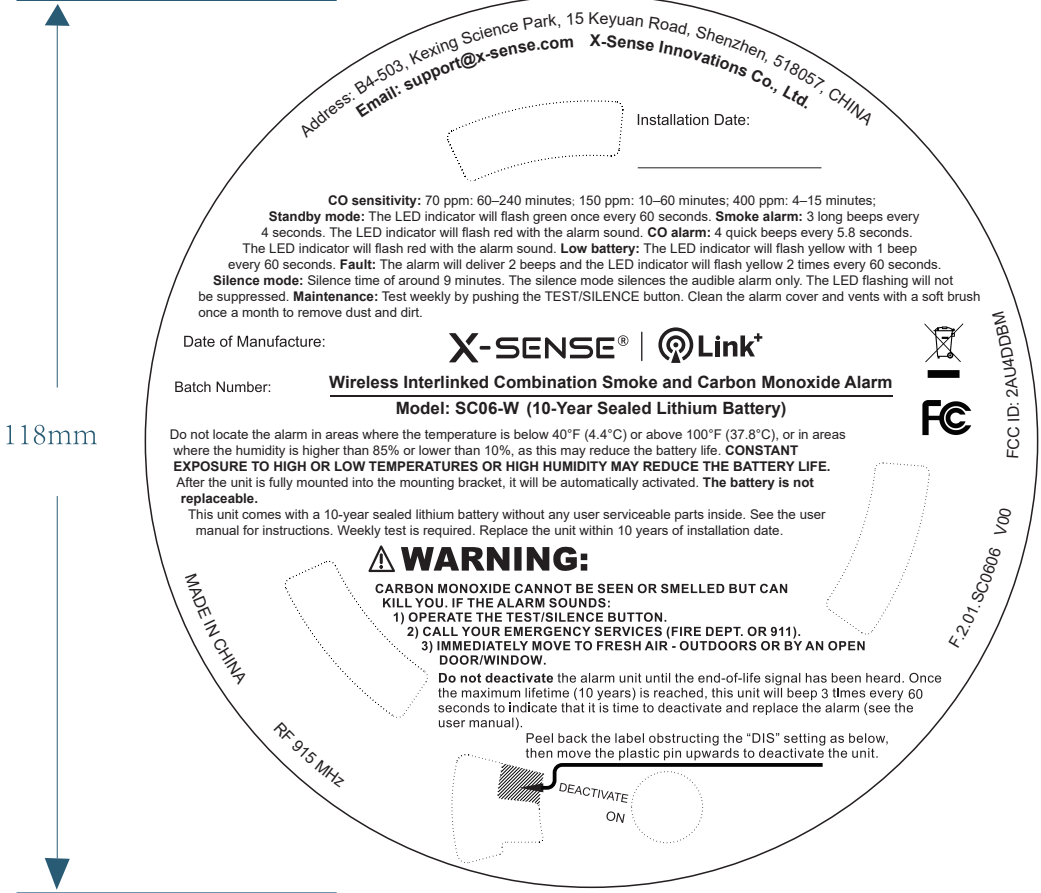 Address: B4-503, Kexing Science Park, 15 Keyuan Road, Shenzhen, 518057, CHINA
Email: support@x-sense.com X-Sense Innovations Co., Ltd.
Installation Date:
CO sensitivity: 70 ppm: 60–240 minutes; 150 ppm: 10–60 minutes; 400 ppm: 4–15 minutes;
Standby mode: The LED indicator will flash green once every 60 seconds. Smoke alarm: 3 long beeps every
4 seconds. The LED indicator will flash red with the alarm sound. CO alarm: 4 quick beeps every 5.8 seconds.
The LED indicator will flash red with the alarm sound. Low battery: The LED indicator will flash yellow with 1 beep
every 60 seconds. Fault: The alarm will deliver 2 beeps and the LED indicator will flash yellow 2 times every 60 seconds.
Silence mode: Silence time of around 9 minutes. The silence mode silences the audible alarm only. The LED flashing will not
be suppressed. Maintenance: Test weekly by pushing the TEST/SILENCE button. Clean the alarm cover and vents with a soft brush
once a month to remove dust and dirt.
Date of Manufacture:
X-SENSE® | Link+
Batch Number:
Wireless Interlinked Combination Smoke and Carbon Monoxide Alarm
Model: SC06-W (10-Year Sealed Lithium Battery)
FC
FCC ID: 2AU4DDBM
118mm
Do not locate the alarm in areas where the temperature is below 40°F (4.4°C) or above 100°F (37.8°C), or in areas
where the humidity is higher than 85% or lower than 10%, as this may reduce the battery life. CONSTANT
EXPOSURE TO HIGH OR LOW TEMPERATURES OR HIGH HUMIDITY MAY REDUCE THE BATTERY LIFE.
After the unit is fully mounted into the mounting bracket, it will be automatically activated. The battery is not
replaceable.
This unit comes with a 10-year sealed lithium battery without any user serviceable parts inside. See the user
manual for instructions. Weekly test is required. Replace the unit within 10 years of installation date.
F.2.01.SC0606 V00
WARNING:
CARBON MONOXIDE CANNOT BE SEEN OR SMELLED BUT CAN
KILL YOU. IF THE ALARM SOUNDS:
1) OPERATE THE TEST/SILENCE BUTTON.
2) CALL YOUR EMERGENCY SERVICES (FIRE DEPT. OR 911).
3) IMMEDIATELY MOVE TO FRESH AIR - OUTDOORS OR BY AN OPEN
DOOR/WINDOW.
Do not deactivate the alarm unit until the end-of-life signal has been heard. Once
the maximum lifetime (10 years) is reached, this unit will beep 3 times every 60
seconds to indicate that it is time to deactivate and replace the alarm (see the
user manual).
Peel back the label obstructing the “DIS” setting as below,
then move the plastic pin upwards to deactivate the unit.
MADE IN CHINA
RF 915 MHz
DEACTIVATE
ON